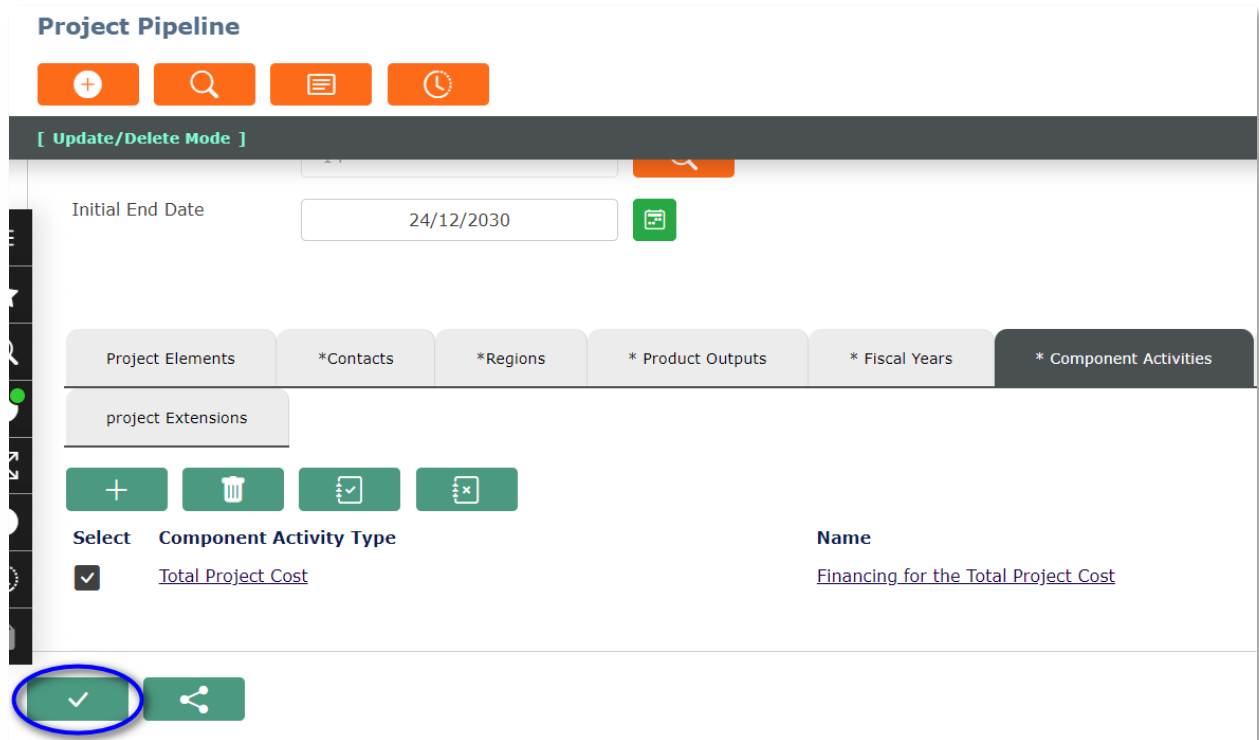 Project Pipeline
[ Update/Delete Mode ]
Initial End Date
24/12/2030
Project Elements
*Contacts
*Regions
* Product Outputs
* Fiscal Years
* Component Activities
project Extensions
Select Component Activity Type Name
Total Project Cost Financing for the Total Project Cost